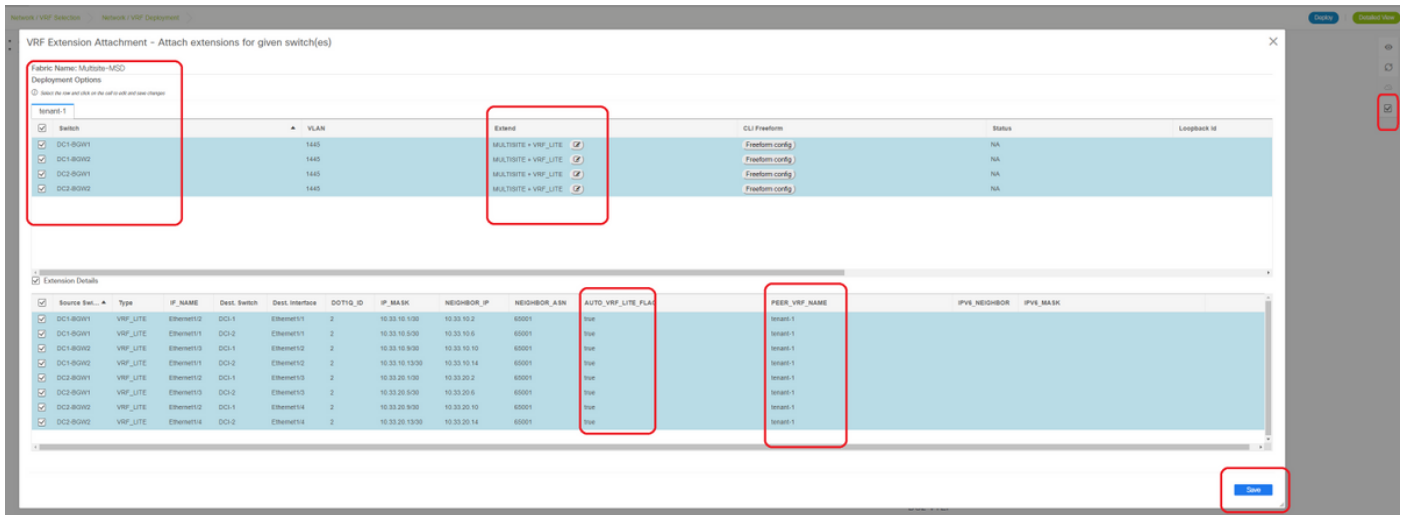 Network / VRF Selection Network / VRF Deployment Deploy Detailed View
VRF Extension Attachment - Attach extensions for given switch(es)
Fabric Name: Multisite-MSD
Deployment Options
Select the row and click on the cell to edit and save changes
tenant-1
Switch VLAN Extend CLI Freeform Status Loopback Id
DC1-BGW1 1445 MULTISITE + VRF_LITE Freeform config NA
DC1-BGW2 1445 MULTISITE + VRF_LITE Freeform config NA
DC2-BGW1 1445 MULTISITE + VRF_LITE Freeform config NA
DC2-BGW2 1445 MULTISITE + VRF_LITE Freeform config NA
Extension Details
Source Swi... Type IF_NAME Dest. Switch Dest. Interface DOT1Q_ID IP_MASK NEIGHBOR_IP NEIGHBOR_ASN AUTO_VRF_LITE_FLAG PEER_VRF_NAME IPV6_NEIGHBOR IPV6_MASK
DC1-BGW1 VRF_LITE Ethernet1/2 DCI-1 Ethernet1/1 2 10.33.10.1/30 10.33.10.2 65001 true tenant-1
DC1-BGW1 VRF_LITE Ethernet1/1 DCI-2 Ethernet1/1 2 10.33.10.5/30 10.33.10.6 65001 true tenant-1
DC1-BGW2 VRF_LITE Ethernet1/3 DCI-1 Ethernet1/2 2 10.33.10.9/30 10.33.10.10 65001 true tenant-1
DC1-BGW2 VRF_LITE Ethernet1/1 DCI-2 Ethernet1/2 2 10.33.10.13/30 10.33.10.14 65001 true tenant-1
DC2-BGW1 VRF_LITE Ethernet1/2 DCI-1 Ethernet1/3 2 10.33.20.1/30 10.33.20.2 65001 true tenant-1
DC2-BGW1 VRF_LITE Ethernet1/3 DCI-2 Ethernet1/5 2 10.33.20.5/30 10.33.20.6 65001 true tenant-1
DC2-BGW2 VRF_LITE Ethernet1/2 DCI-1 Ethernet1/4 2 10.33.20.9/30 10.33.20.10 65001 true tenant-1
DC2-BGW2 VRF_LITE Ethernet1/4 DCI-2 Ethernet1/4 2 10.33.20.13/30 10.33.20.14 65001 true tenant-1
Save